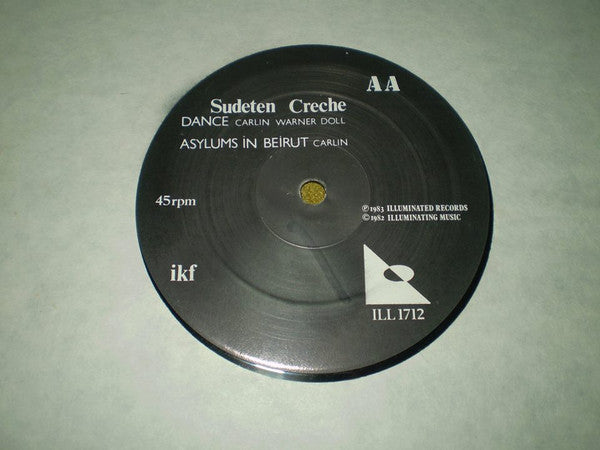 AA
Sudeten Creche
DANCE CARLIN WARNER DOLL
ASYLUMS iN BEiRUT CARLIN
45rpm
℗ 1983 ILLUMINATED RECORDS
© 1982 ILLUMINATING MUSIC
ikf
ILL 1712